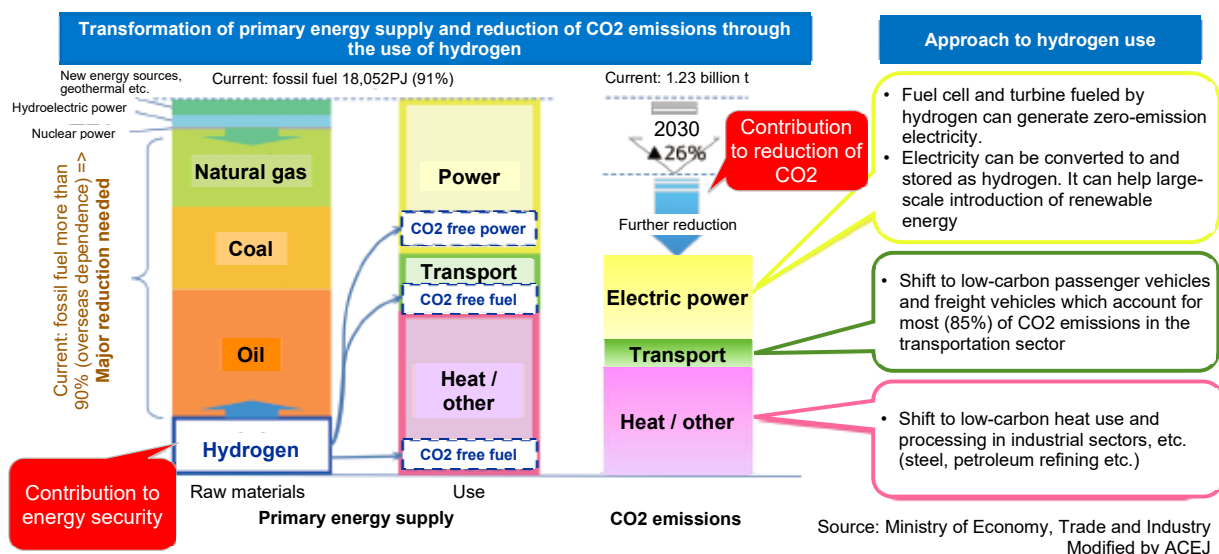 Transformation of primary energy supply and reduction of CO2 emissions through
the use of hydrogen
Approach to hydrogen use
New energy sources,
geothermal etc.
Hydroelectric power
Nuclear power
Current: fossil fuel 18,052PJ (91%)
Current: 1.23 billion t
Current: fossil fuel more than
90% (overseas dependence) =>
Major reduction needed
Natural gas
Coal
Oil
Hydrogen
Power
CO2 free power
Transport
CO2 free fuel
Heat /
other
CO2 free fuel
2030
▲26%
Contribution
to reduction of
CO2
Further reduction
Electric power
Transport
Heat / other
• Fuel cell and turbine fueled by
hydrogen can generate zero-emission
electricity.
• Electricity can be converted to and
stored as hydrogen. It can help large-
scale introduction of renewable
energy
• Shift to low-carbon passenger vehicles
and freight vehicles which account for
most (85%) of CO2 emissions in the
transportation sector
• Shift to low-carbon heat use and
processing in industrial sectors, etc.
(steel, petroleum refining etc.)
Contribution to
energy security
Raw materials
Use
Primary energy supply
CO2 emissions
Source: Ministry of Economy, Trade and Industry
Modified by ACEJ